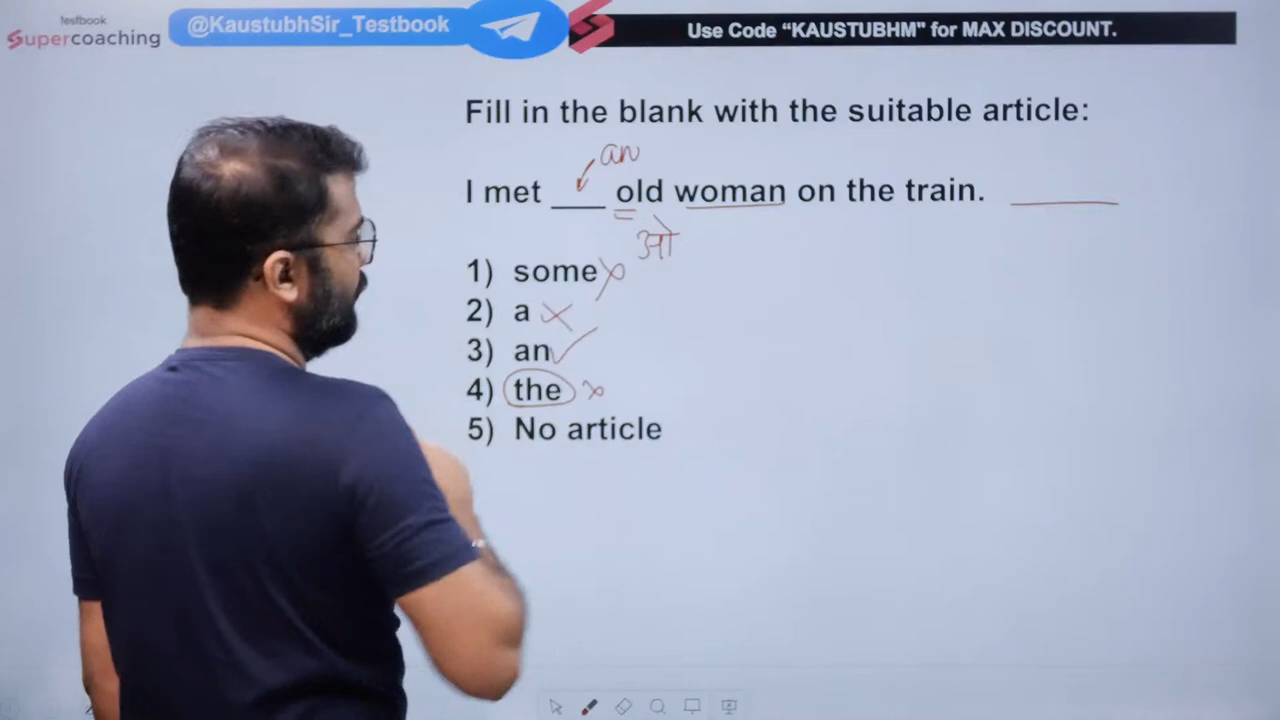 testbook
Supercoaching
@KaustubhSir_Testbook
Use Code “KAUSTUBHM” for MAX DISCOUNT.
Fill in the blank with the suitable article:
an
I met ___ old woman on the train.
ओ
1) some
2) a
3) an
4) the
5) No article